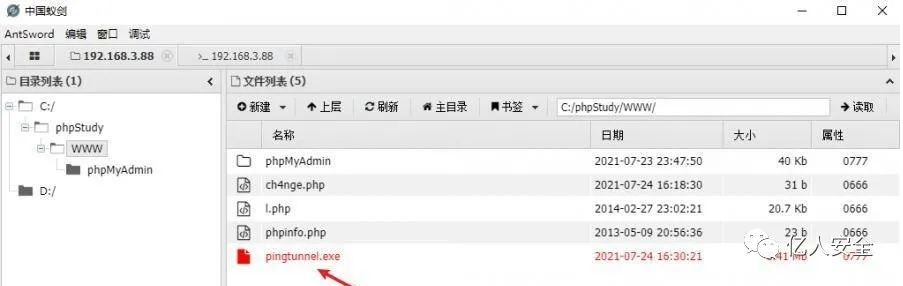 中国蚁剑
AntSword 编辑 窗口 调试
192.168.3.88 >_ 192.168.3.88
目录列表 (1)
C:/
phpStudy
WWW
phpMyAdmin
D:/
文件列表 (5)
新建 上层 刷新 主目录 书签 C:/phpStudy/WWW/ 读取
名称 日期 大小 属性
phpMyAdmin 2021-07-23 23:47:50 40 Kb 0777
ch4nge.php 2021-07-24 16:18:30 31 b 0666
l.php 2014-02-27 23:02:21 20.7 Kb 0666
phpinfo.php 2013-05-09 20:56:36 23 b 0666
pingtunnel.exe 2021-07-24 16:30:21 Mb 0777
亿人安全